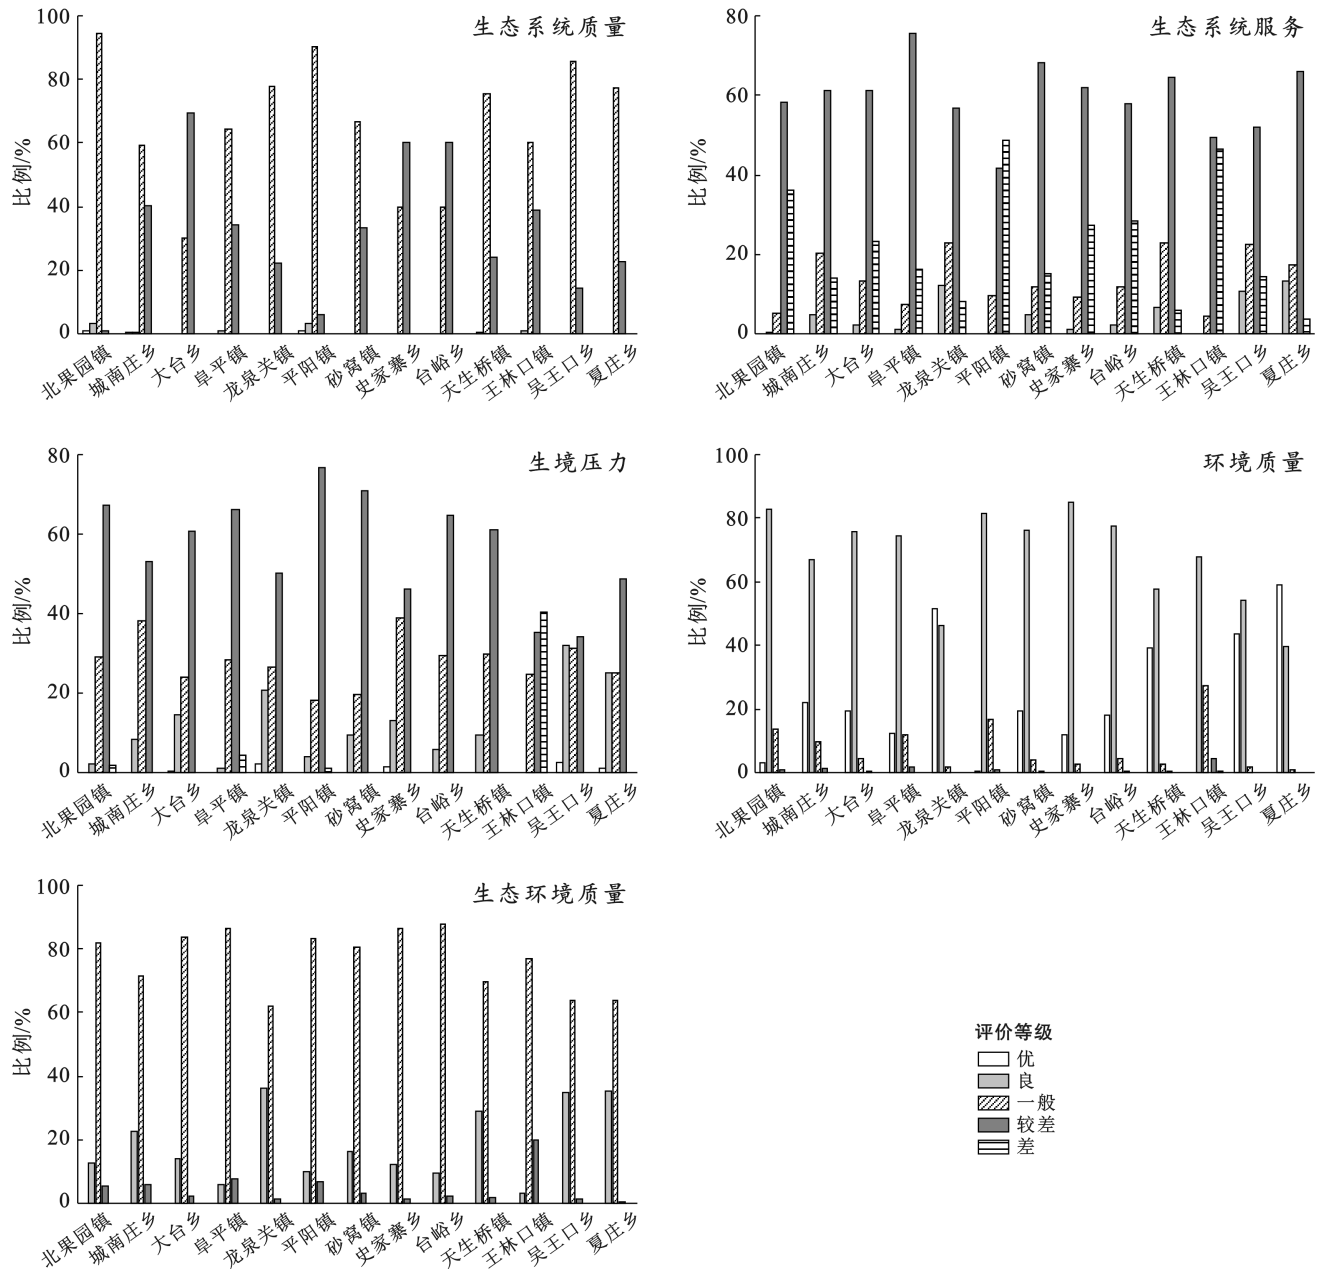 生态系统质量
比例/%
100
80
60
40
20
0
北果园镇
城南庄乡
大台乡
阜平镇
龙泉关镇
平阳镇
砂窝镇
史家寨乡
台峪乡
天生桥镇
王林口镇
吴王口乡
夏庄乡
生态系统服务
比例/%
80
60
40
20
0
北果园镇
城南庄乡
大台乡
阜平镇
龙泉关镇
平阳镇
砂窝镇
史家寨乡
台峪乡
天生桥镇
王林口镇
吴王口乡
夏庄乡
生境压力
比例/%
80
60
40
20
0
北果园镇
城南庄乡
大台乡
阜平镇
龙泉关镇
平阳镇
砂窝镇
史家寨乡
台峪乡
天生桥镇
王林口镇
吴王口乡
夏庄乡
环境质量
比例/%
100
80
60
40
20
0
北果园镇
城南庄乡
大台乡
阜平镇
龙泉关镇
平阳镇
砂窝镇
史家寨乡
台峪乡
天生桥镇
王林口镇
吴王口乡
夏庄乡
生态环境质量
比例/%
100
80
60
40
20
0
北果园镇
城南庄乡
大台乡
阜平镇
龙泉关镇
平阳镇
砂窝镇
史家寨乡
台峪乡
天生桥镇
王林口镇
吴王口乡
夏庄乡
评价等级
优
良
一般
较差
差